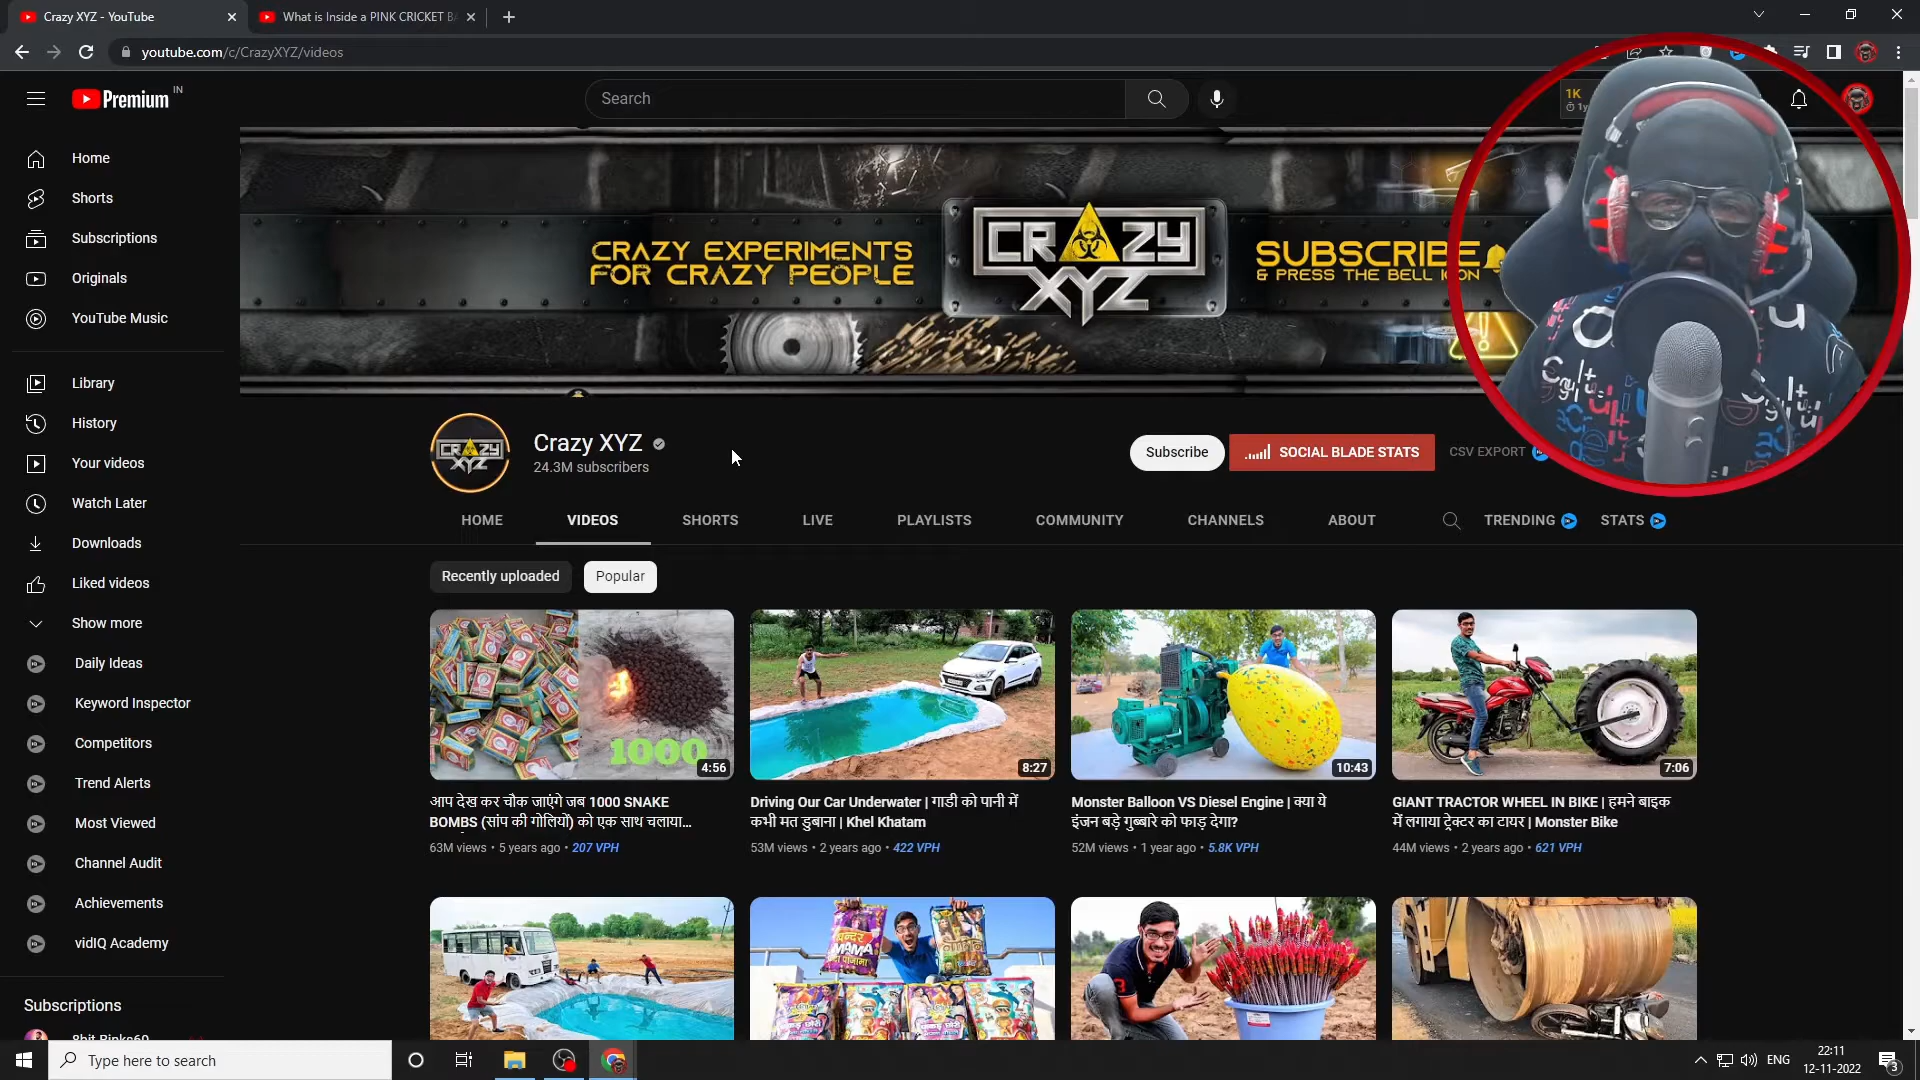 Crazy XYZ - YouTube
What is Inside a PINK CRICKET BA
youtube.com/c/CrazyXYZ/videos
Premium IN
Search
1K
1y
Home
Shorts
Subscriptions
Originals
YouTube Music
Library
History
Your videos
Watch Later
Downloads
Liked videos
Show more
Daily Ideas
Keyword Inspector
Competitors
Trend Alerts
Most Viewed
Channel Audit
Achievements
vidIQ Academy
Subscriptions
8bit Binks69
CRAZY EXPERIMENTS
FOR CRAZY PEOPLE
CRAZY
XYZ
SUBSCRIBE
& PRESS THE BELL ICON
CRAZY
XYZ
Crazy XYZ
24.3M subscribers
Subscribe
SOCIAL BLADE STATS
CSV EXPORT
HOME
VIDEOS
SHORTS
LIVE
PLAYLISTS
COMMUNITY
CHANNELS
ABOUT
TRENDING
STATS
Recently uploaded
Popular
1000
4:56
8:27
10:43
7:06
आप देख कर चौक जाएंगे जब 1000 SNAKE
BOMBS (सांप की गोलियों) को एक साथ चलाया...
63M views • 5 years ago • 207 VPH
Driving Our Car Underwater | गाडी को पानी में
कभी मत डुबाना | Khel Khatam
53M views • 2 years ago • 422 VPH
Monster Balloon VS Diesel Engine | क्या ये
इंजन बड़े गुब्बारे को फाड़ देगा?
52M views • 1 year ago • 5.8K VPH
GIANT TRACTOR WHEEL IN BIKE | हमने बाइक
में लगाया ट्रेक्टर का टायर | Monster Bike
44M views • 2 years ago • 621 VPH
MAMA
Type here to search
ENG
22:11
12-11-2022
3